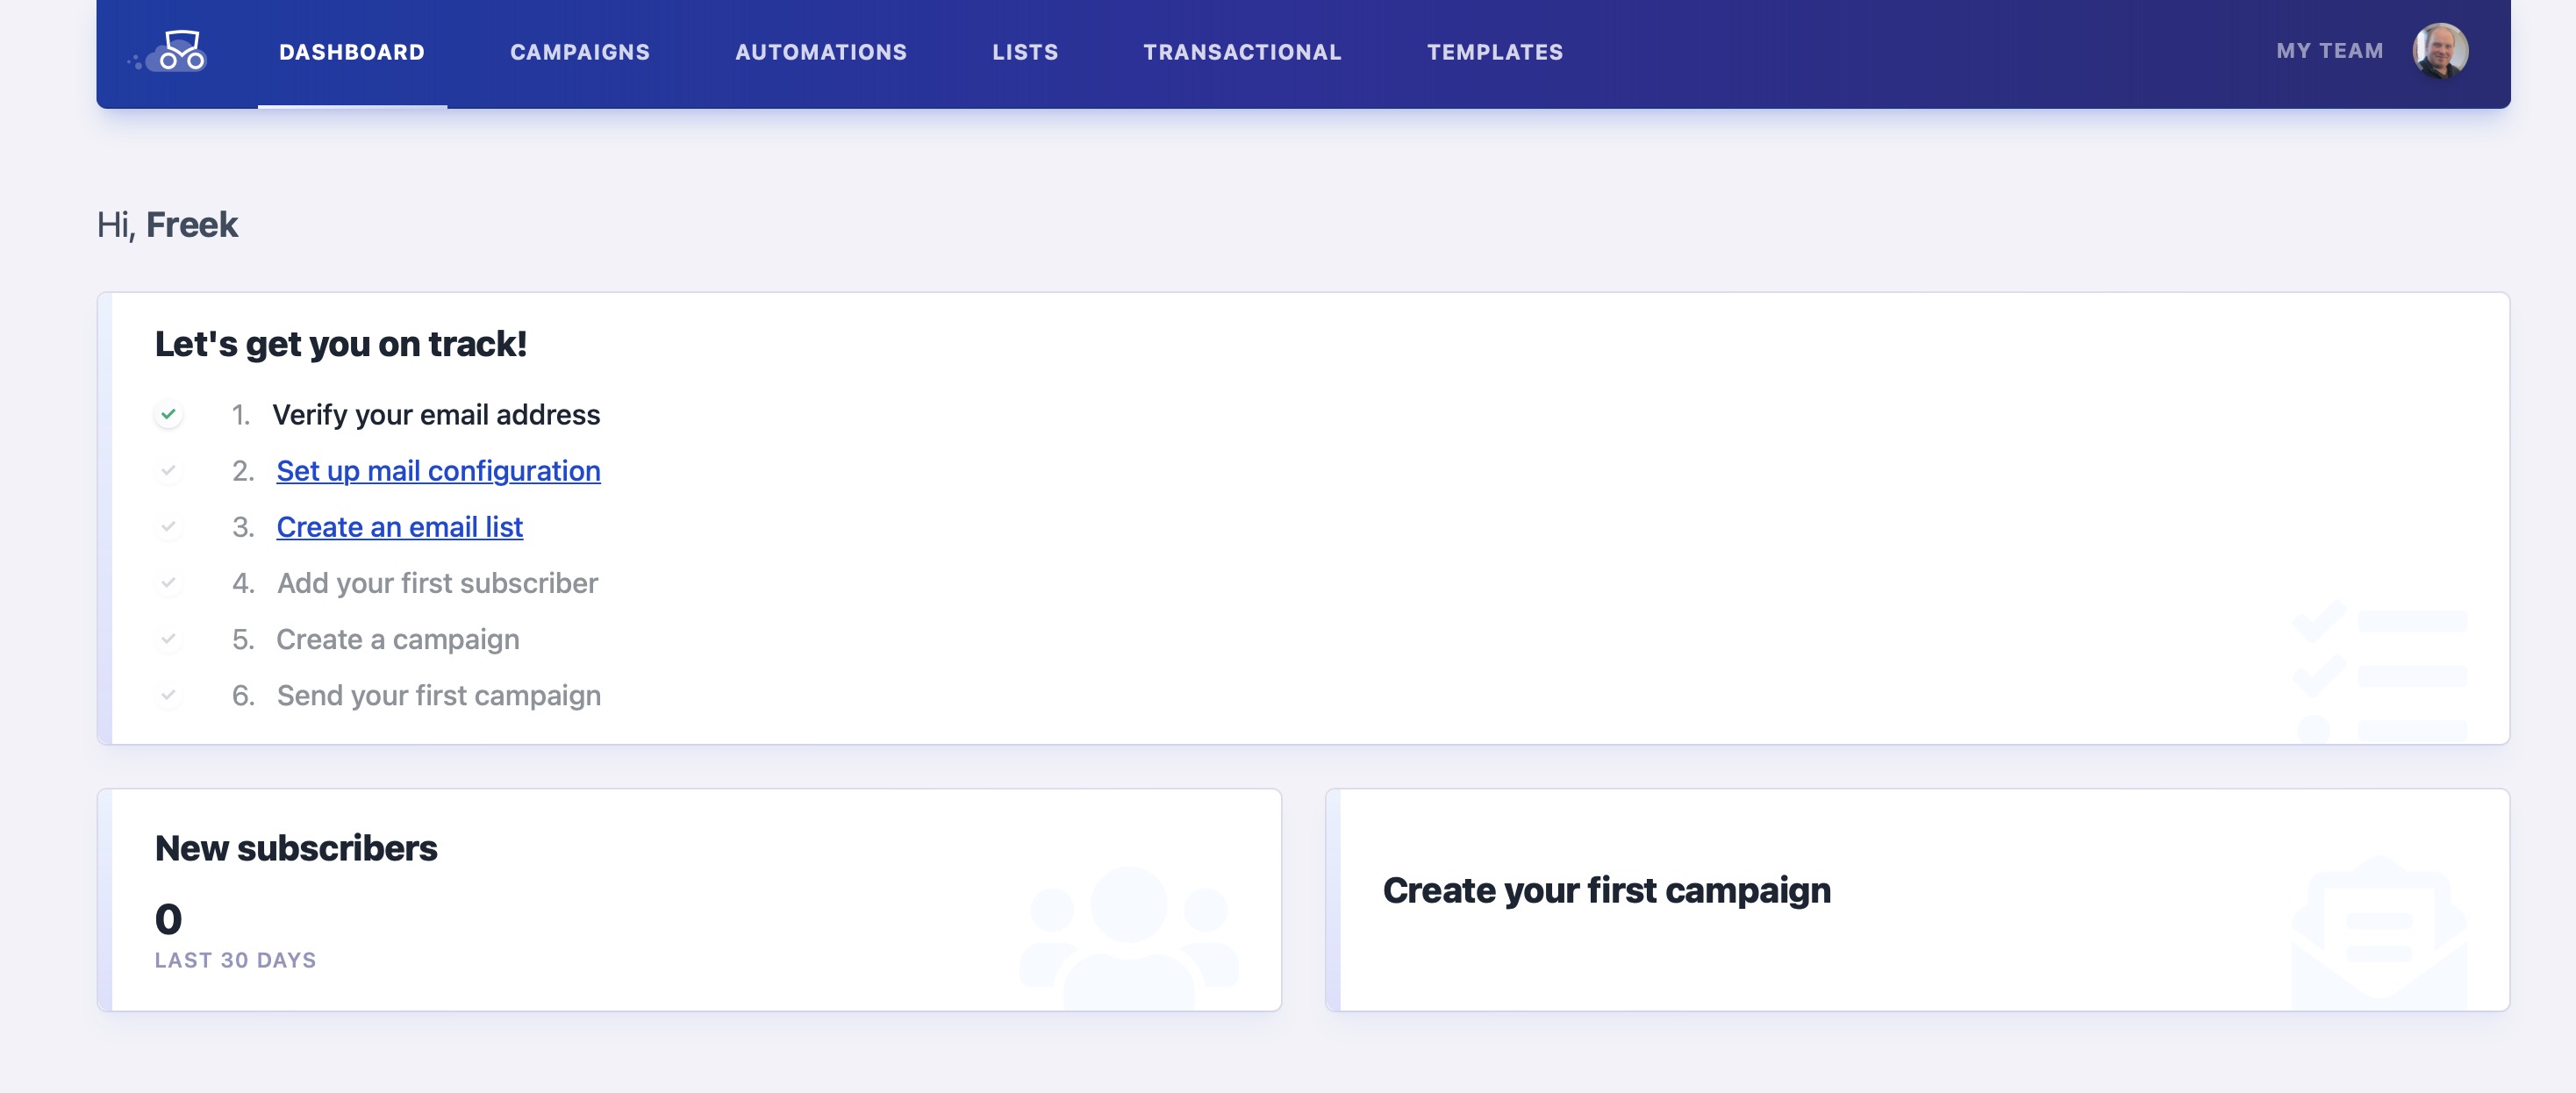 DASHBOARD CAMPAIGNS AUTOMATIONS LISTS TRANSACTIONAL TEMPLATES MY TEAM
Hi, Freek
Let's get you on track!
1. Verify your email address
2. Set up mail configuration
3. Create an email list
4. Add your first subscriber
5. Create a campaign
6. Send your first campaign
New subscribers
0
LAST 30 DAYS
Create your first campaign